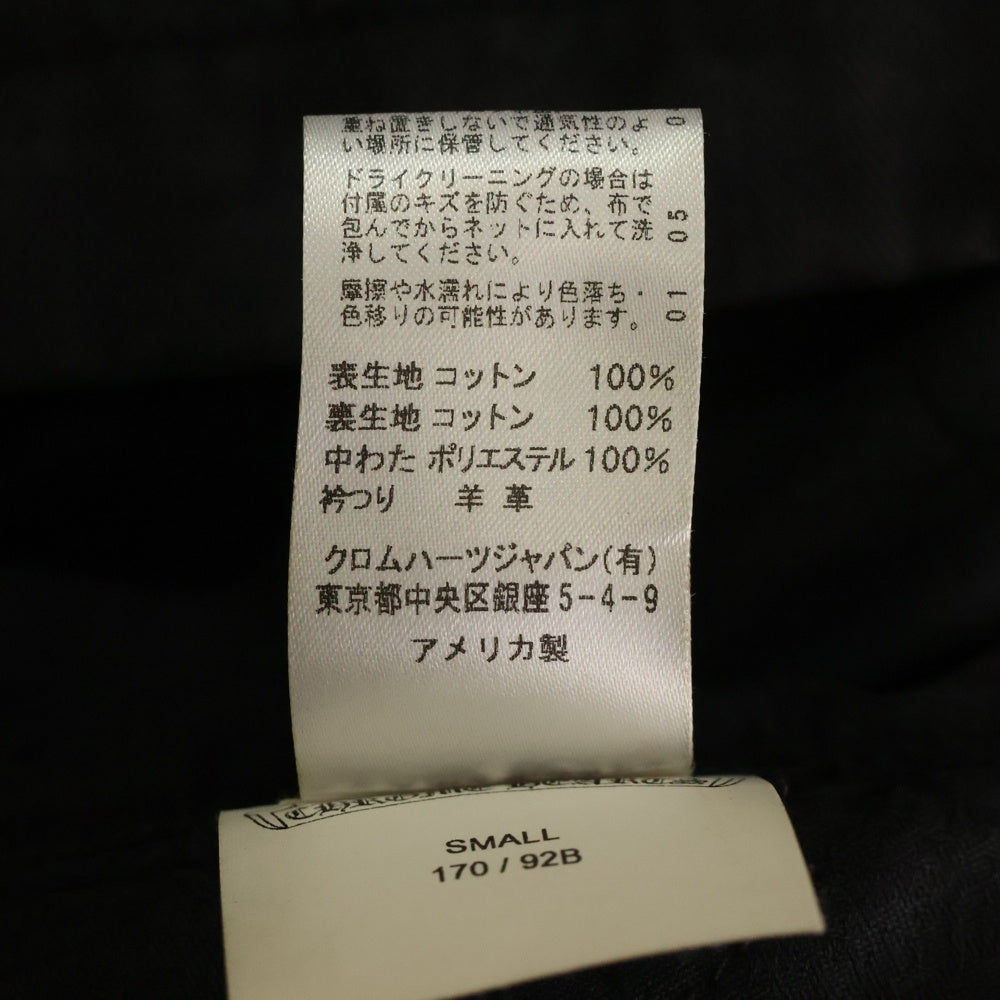 重ね置きしないで通気性のよ
い場所に保管してください。
ドライクリーニングの場合は
付属のキズを防ぐため、布で
包んでからネットに入れて洗
浄してください。
摩擦や水濡れにより色落ち・
色移りの可能性があります。
05
01
表生地 コットン 100%
裏生地 コットン 100%
中わた ポリエステル 100%
衿つり 羊革
クロムハーツジャパン(有)
東京都中央区銀座5-4-9
アメリカ製
SMALL
170 / 92B